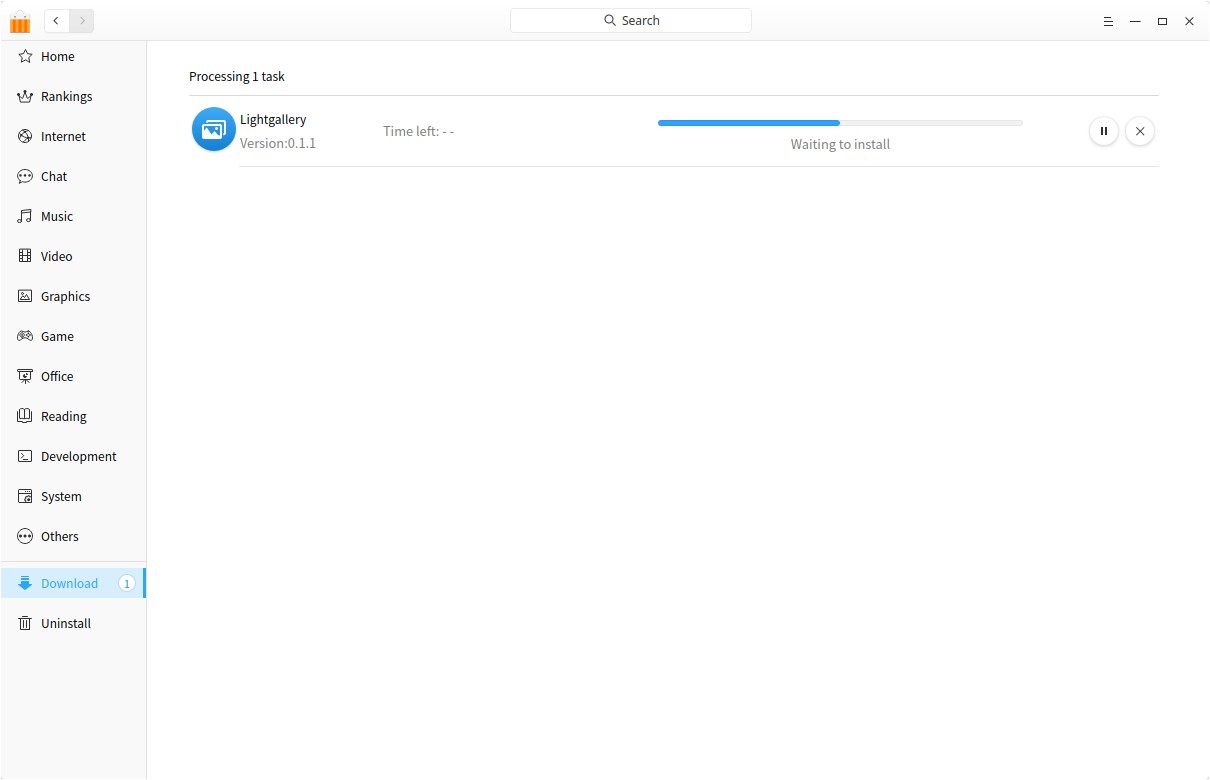 Search
Home
Rankings
Internet
Chat
Music
Video
Graphics
Game
Office
Reading
Development
System
Others
Download 1
Uninstall
Processing 1 task
Lightgallery
Version:0.1.1
Time left: - -
Waiting to install